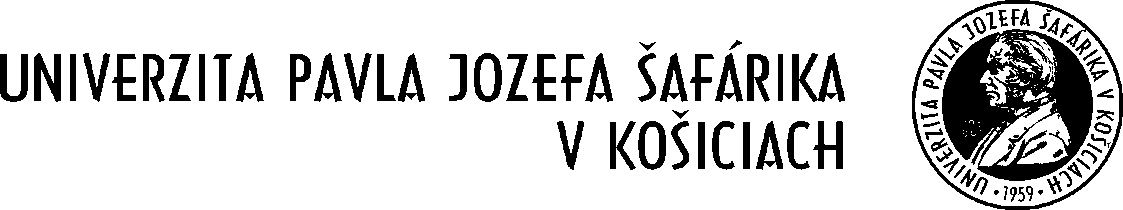 UNIVERZITA PAVLA JOZEFA ŠAFÁRIKA
V KOŠICIACH
UNIVERZITA PAVLA JOZEFA ŠAFÁRIKA V KOŠICIACH
• 1959 •